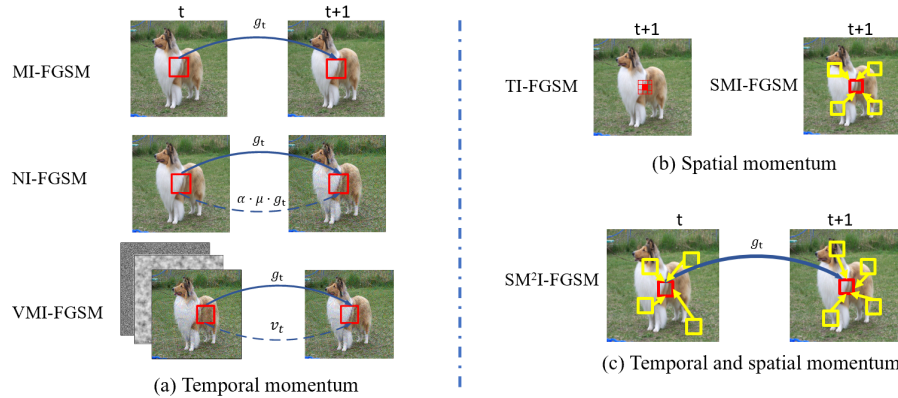 t
t+1
MI-FGSM
g_t
NI-FGSM
g_t
α · μ · g_t
VMI-FGSM
g_t
v_t
(a) Temporal momentum
t+1
t+1
TI-FGSM
SMI-FGSM
(b) Spatial momentum
t
t+1
SM²I-FGSM
g_t
(c) Temporal and spatial momentum